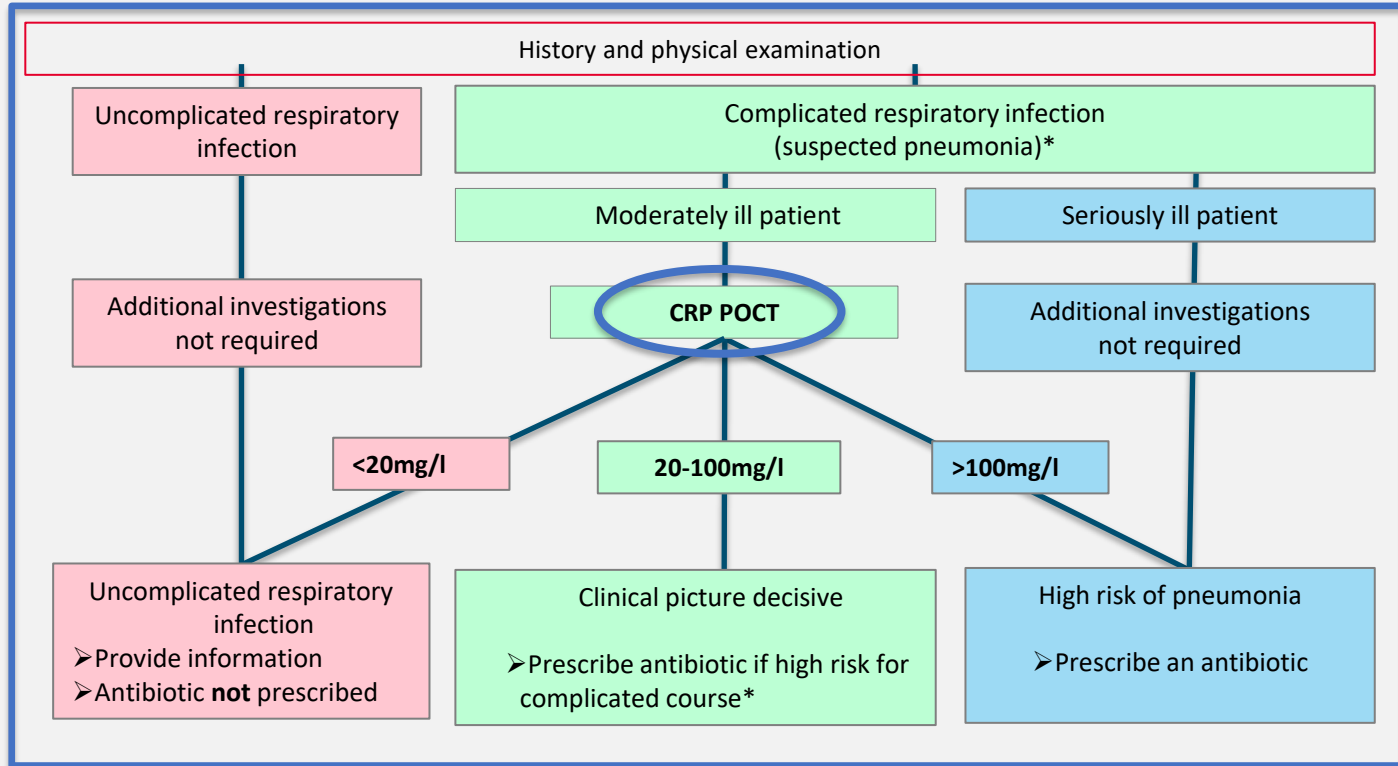 History and physical examination
Uncomplicated respiratory
infection
Complicated respiratory infection
(suspected pneumonia)*
Moderately ill patient
Seriously ill patient
Additional investigations
not required
CRP POCT
Additional investigations
not required
<20mg/l
20-100mg/l
>100mg/l
Uncomplicated respiratory
infection
➢Provide information
➢Antibiotic not prescribed
Clinical picture decisive
➢Prescribe antibiotic if high risk for
complicated course*
High risk of pneumonia
➢Prescribe an antibiotic